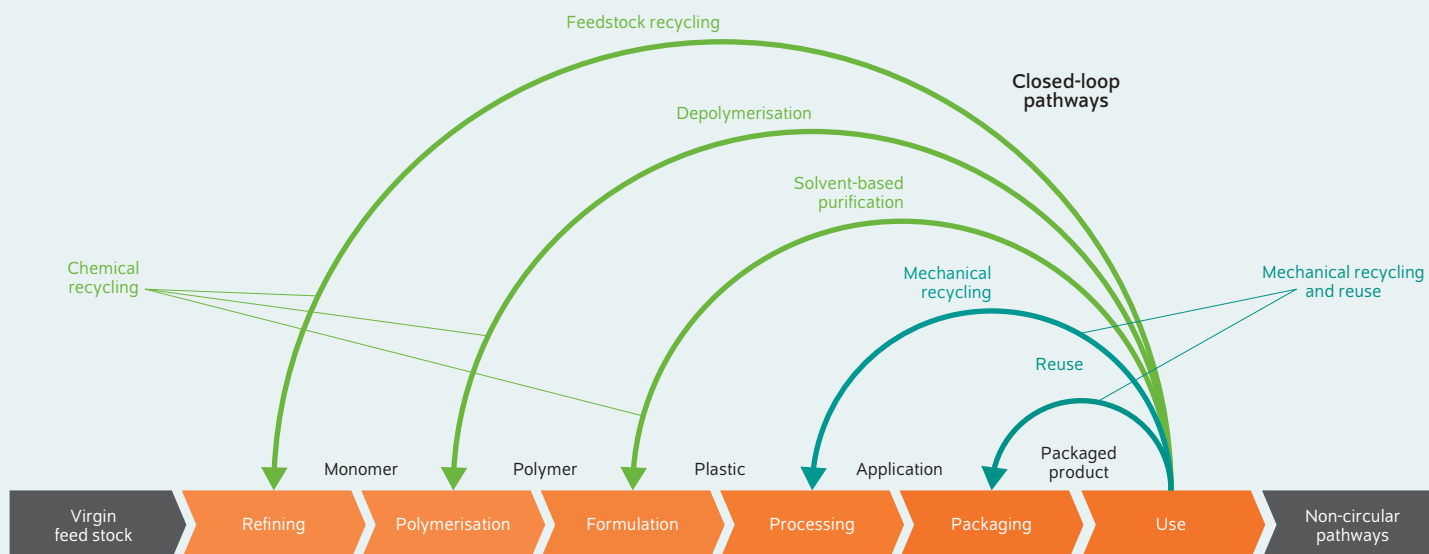 Feedstock recycling
Closed-loop
pathways
Depolymerisation
Solvent-based
purification
Chemical
recycling
Mechanical
recycling
Mechanical recycling
and reuse
Reuse
Monomer
Polymer
Plastic
Application
Packaged
product
Virgin
feed stock
Refining
Polymerisation
Formulation
Processing
Packaging
Use
Non-circular
pathways